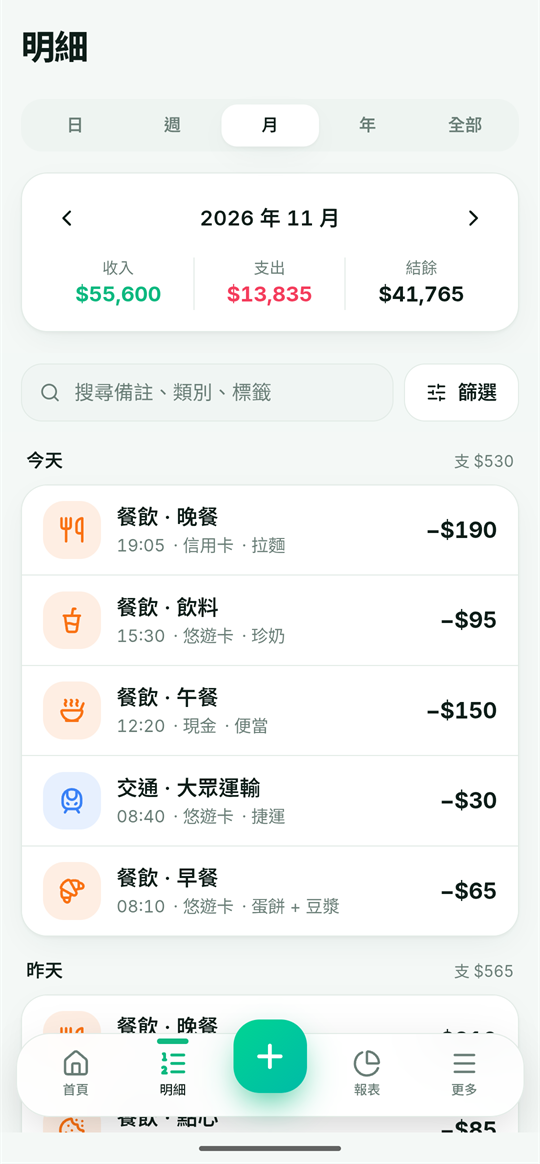 明細
日 週 月 年 全部
2026 年 11 月
收入 支出 結餘
$55,600 $13,835 $41,765
搜尋備註、類別、標籤 篩選
今天 支 $530
餐飲 · 晚餐 –$190
19:05 · 信用卡 · 拉麵
餐飲 · 飲料 –$95
15:30 · 悠遊卡 · 珍奶
餐飲 · 午餐 –$150
12:20 · 現金 · 便當
交通 · 大眾運輸 –$30
08:40 · 悠遊卡 · 捷運
餐飲 · 早餐 –$65
08:10 · 悠遊卡 · 蛋餅 + 豆漿
昨天 支 $565
餐飲 · 晚餐
首頁 明細 報表 更多
餐飲 · 點心 –$85